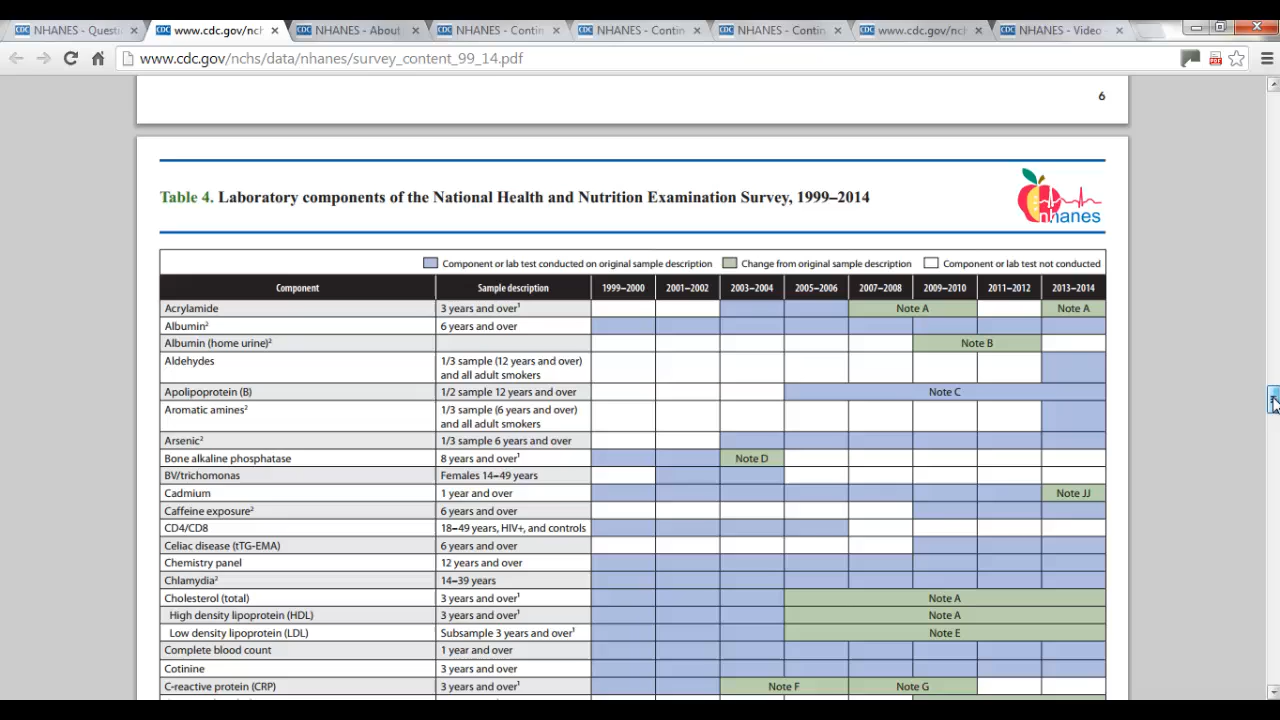 NHANES - Questi
www.cdc.gov/nch
NHANES - About
NHANES - Contin
NHANES - Contin
NHANES - Contin
www.cdc.gov/nch
NHANES - Video -
www.cdc.gov/nchs/data/nhanes/survey_content_99_14.pdf
6
Table 4. Laboratory components of the National Health and Nutrition Examination Survey, 1999–2014
nhanes
Component or lab test conducted on original sample description Change from original sample description Component or lab test not conducted
Component Sample description 1999–2000 2001–2002 2003–2004 2005–2006 2007–2008 2009–2010 2011–2012 2013–2014
Acrylamide 3 years and over¹ Note A Note A
Albumin² 6 years and over
Albumin (home urine)² Note B
Aldehydes 1/3 sample (12 years and over)
and all adult smokers
Apolipoprotein (B) 1/2 sample 12 years and over Note C
Aromatic amines² 1/3 sample (6 years and over)
and all adult smokers
Arsenic² 1/3 sample 6 years and over
Bone alkaline phosphatase 8 years and over¹ Note D
BV/trichomonas Females 14–49 years
Cadmium 1 year and over Note JJ
Caffeine exposure² 6 years and over
CD4/CD8 18–49 years, HIV+, and controls
Celiac disease (tTG-EMA) 6 years and over
Chemistry panel 12 years and over
Chlamydia² 14–39 years
Cholesterol (total) 3 years and over¹ Note A
High density lipoprotein (HDL) 3 years and over¹ Note A
Low density lipoprotein (LDL) Subsample 3 years and over¹ Note E
Complete blood count 1 year and over
Cotinine 3 years and over
C-reactive protein (CRP) 3 years and over¹ Note F Note G